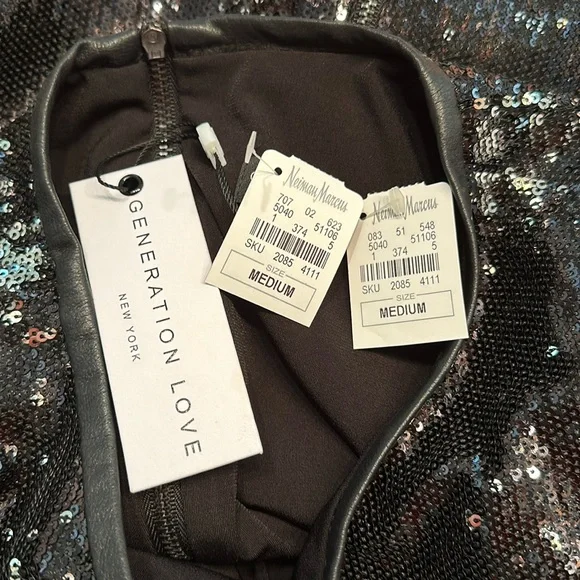 GENERATION LOVE
NEW YORK
Neiman Marcus
707 02 623
5040 51106
1 374 5
SKU 2085 4111
SIZE
MEDIUM
Neiman Marcus
083 51 548
5040 51106
1 374 5
SKU 2085 4111
SIZE
MEDIUM